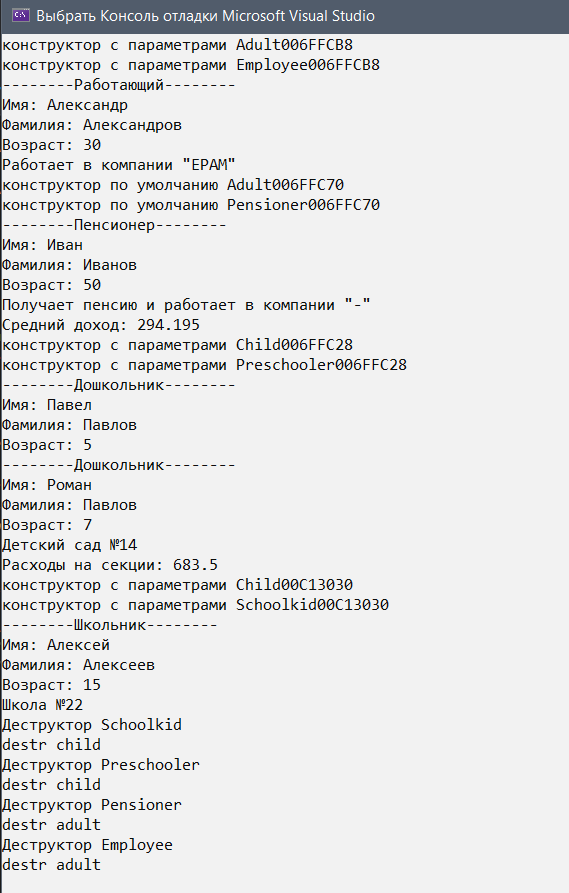 Выбрать Консоль отладки Microsoft Visual Studio
конструктор с параметрами Adult006FFCB8
конструктор с параметрами Employee006FFCB8
--------Работающий--------
Имя: Александр
Фамилия: Александров
Возраст: 30
Работает в компании "EPAM"
конструктор по умолчанию Adult006FFC70
конструктор по умолчанию Pensioner006FFC70
--------Пенсионер--------
Имя: Иван
Фамилия: Иванов
Возраст: 50
Получает пенсию и работает в компании "-"
Средний доход: 294.195
конструктор с параметрами Child006FFC28
конструктор с параметрами Preschooler006FFC28
--------Дошкольник--------
Имя: Павел
Фамилия: Павлов
Возраст: 5
--------Дошкольник--------
Имя: Роман
Фамилия: Павлов
Возраст: 7
Детский сад №14
Расходы на секции: 683.5
конструктор с параметрами Child00C13030
конструктор с параметрами Schoolkid00C13030
--------Школьник--------
Имя: Алексей
Фамилия: Алексеев
Возраст: 15
Школа №22
Деструктор Schoolkid
destr child
Деструктор Preschooler
destr child
Деструктор Pensioner
destr adult
Деструктор Employee
destr adult